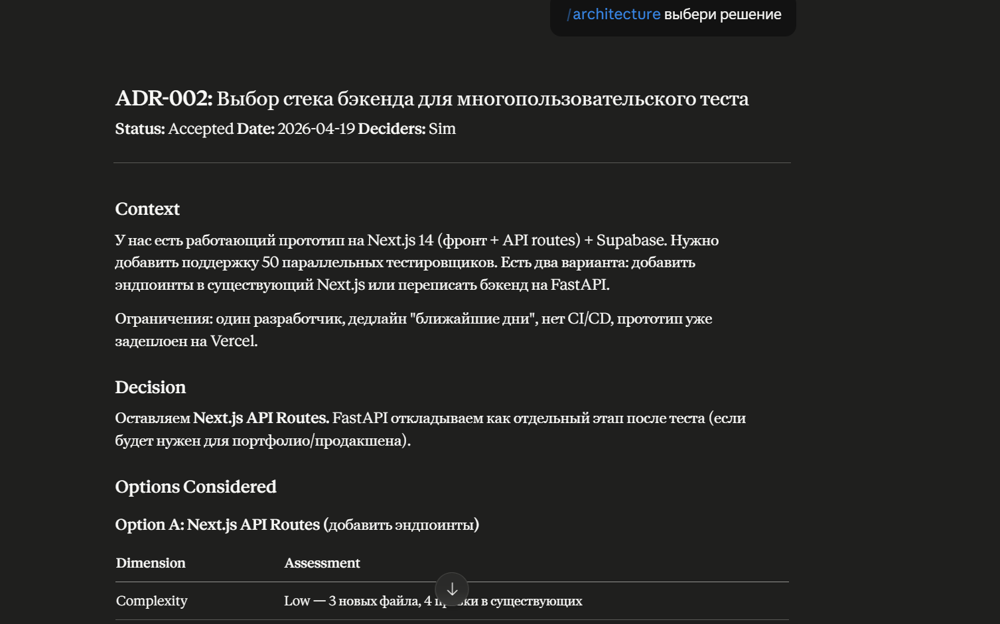 /architecture выбери решение
ADR-002: Выбор стека бэкенда для многопользовательского теста
Status: Accepted Date: 2026-04-19 Deciders: Sim
Context
У нас есть работающий прототип на Next.js 14 (фронт + API routes) + Supabase. Нужно
добавить поддержку 50 параллельных тестировщиков. Есть два варианта: добавить
эндпоинты в существующий Next.js или переписать бэкенд на FastAPI.
Ограничения: один разработчик, дедлайн "ближайшие дни", нет CI/CD, прототип уже
задеплоен на Vercel.
Decision
Оставляем Next.js API Routes. FastAPI откладываем как отдельный этап после теста (если
будет нужен для портфолио/продакшена).
Options Considered
Option A: Next.js API Routes (добавить эндпоинты)
Dimension Assessment
Complexity Low — 3 новых файла, 4 в существующих